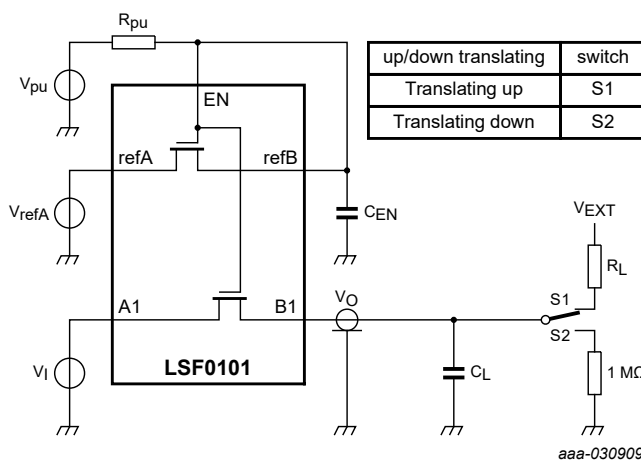 Rpu
up/down translating switch
Translating up S1
Translating down S2
Vpu
EN
refA refB
VrefA
CEN
VEXT
RL
A1 B1
VO
S1
S2
VI
LSF0101
CL
1 MΩ
aaa-030909